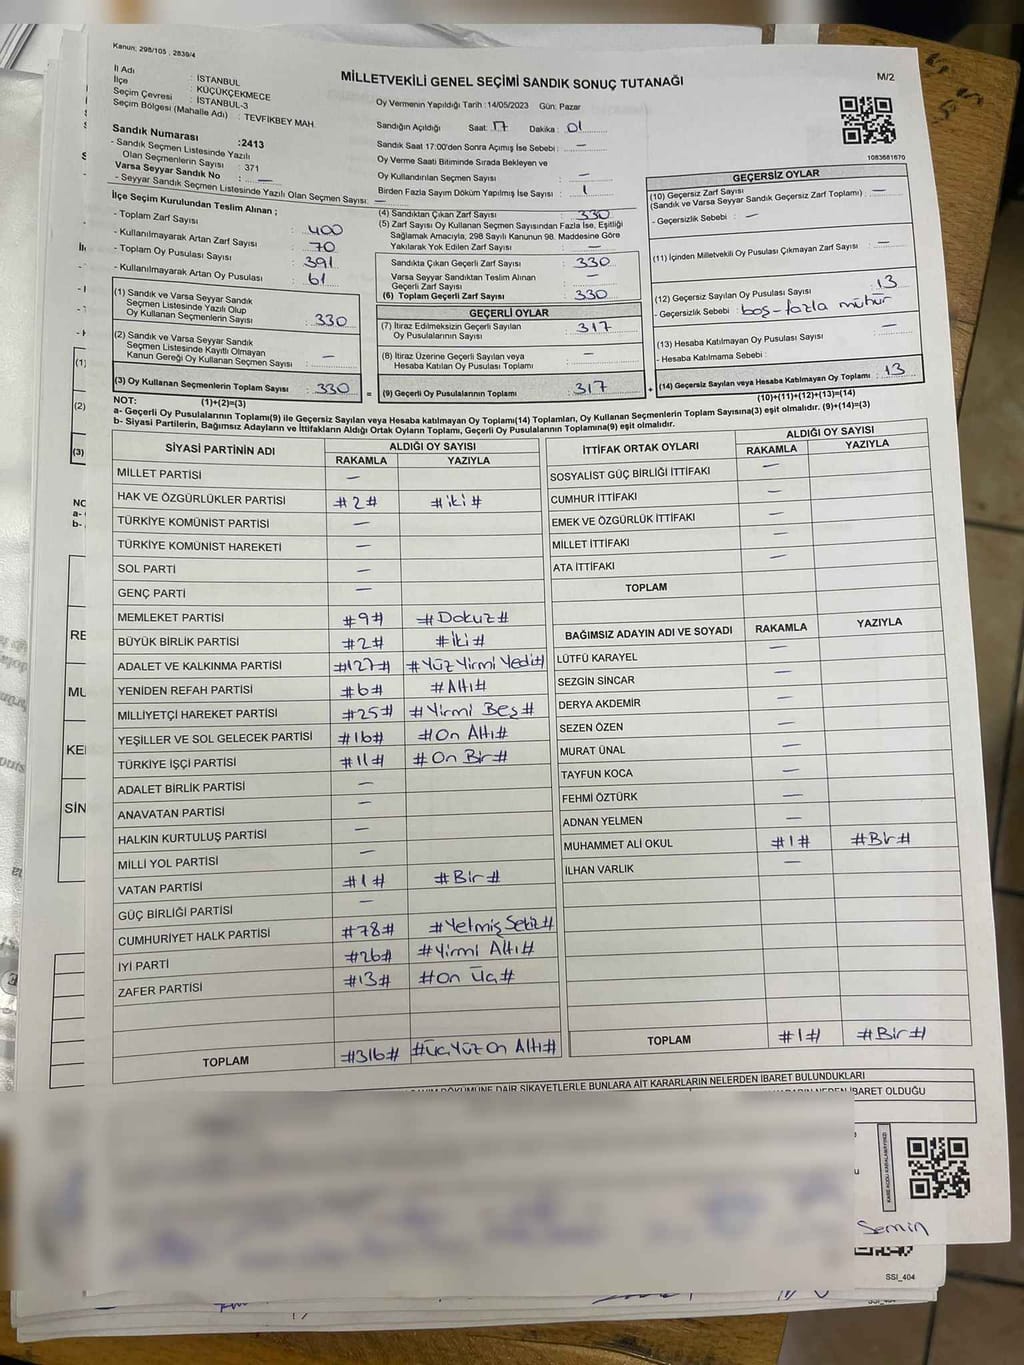 Kanun; 298/105 , 2839/4
MİLLETVEKİLİ GENEL SEÇİMİ SANDIK SONUÇ TUTANAĞI
M/2
İl Adı : İSTANBUL
İlçe : KÜÇÜKÇEKMECE
Seçim Çevresi : İSTANBUL-3
Seçim Bölgesi (Mahalle Adı) : TEVFİKBEY MAH.
Sandık Numarası :2413
- Sandık Seçmen Listesinde Yazılı
Olan Seçmenlerin Sayısı : 371
Varsa Seyyar Sandık No : —
- Seyyar Sandık Seçmen Listesinde Yazılı Olan Seçmen Sayısı: —
İlçe Seçim Kurulundan Teslim Alınan ;
- Toplam Zarf Sayısı : 400
- Kullanılmayarak Artan Zarf Sayısı : 70
- Toplam Oy Pusulası Sayısı : 391
- Kullanılmayarak Artan Oy Pusulası : 61
(1) Sandık ve Varsa Seyyar Sandık
Seçmen Listesinde Yazılı Olup
Oy Kullanan Seçmenlerin Sayısı : 330
(2) Sandık ve Varsa Seyyar Sandık
Seçmen Listesinde Kayıtlı Olmayan
Kanun Gereği Oy Kullanan Seçmen Sayısı : —
(3) Oy Kullanan Seçmenlerin Toplam Sayısı : 330 =
(1)+(2)=(3)
Oy Vermenin Yapıldığı Tarih :14/05/2023 Gün: Pazar
Sandığın Açıldığı Saat: 17 Dakika : 01
Sandık Saat 17:00'den Sonra Açımış İse Sebebi : —
Oy Verme Saati Bitiminde Sırada Bekleyen ve
Oy Kullandırılan Seçmen Sayısı : —
Birden Fazla Sayım Döküm Yapılmış İse Sayısı : 1
(4) Sandıktan Çıkan Zarf Sayısı : 330
(5) Zarf Sayısı Oy Kullanan Seçmen Sayısından Fazla İse, Eşitliği
Sağlamak Amacıyla, 298 Sayılı Kanunun 98. Maddesine Göre
Yakılarak Yok Edilen Zarf Sayısı : —
Sandıkta Çıkan Geçerli Zarf Sayısı : 330
Varsa Seyyar Sandıktan Teslim Alınan
Geçerli Zarf Sayısı : —
(6) Toplam Geçerli Zarf Sayısı : 330
GEÇERLİ OYLAR
(7) İtiraz Edilmeksizin Geçerli Sayılan
Oy Pusulalarının Sayısı : 317
(8) İtiraz Üzerine Geçerli Sayılan veya
Hesaba Katılan Oy Pusulası Toplamı : —
(9) Geçerli Oy Pusulalarının Toplamı : 317 +
1083681670
GEÇERSİZ OYLAR
(10) Geçersiz Zarf Sayısı : —
(Sandık ve Varsa Seyyar Sandık Geçersiz Zarf Toplamı)
- Geçersizlik Sebebi : —
(11) İçinden Milletvekili Oy Pusulası Çıkmayan Zarf Sayısı : —
(12) Geçersiz Sayılan Oy Pusulası Sayısı : 13
- Geçersizlik Sebebi : boş-fazla mühür
(13) Hesaba Katılmayan Oy Pusulası Sayısı : —
- Hesaba Katılmama Sebebi :
(14) Geçersiz Sayılan veya Hesaba Katılmayan Oy Toplamı : 13
(10)+(11)+(12)+(13)=(14)
NOT:
a- Geçerli Oy Pusulalarının Toplamı(9) ile Geçersiz Sayılan veya Hesaba katılmayan Oy Toplamı(14) Toplamları, Oy Kullanan Seçmenlerin Toplam Sayısına(3) eşit olmalıdır. (9)+(14)=(3)
b- Siyasi Partilerin, Bağımsız Adayların ve İttifakların Aldığı Ortak Oyların Toplamı, Geçerli Oy Pusulalarının Toplamına(9) eşit olmalıdır.
SİYASİ PARTİNİN ADI ALDIĞI OY SAYISI
RAKAMLA YAZIYLA
MİLLET PARTİSİ —
HAK VE ÖZGÜRLÜKLER PARTİSİ #2# #iki#
TÜRKİYE KOMÜNİST PARTİSİ —
TÜRKİYE KOMÜNİST HAREKETİ —
SOL PARTİ —
GENÇ PARTİ —
MEMLEKET PARTİSİ #9# #Dokuz#
BÜYÜK BİRLİK PARTİSİ #2# #iki#
ADALET VE KALKINMA PARTİSİ #127# #Yüz Yirmi Yedi#
YENİDEN REFAH PARTİSİ #6# #Altı#
MİLLİYETÇİ HAREKET PARTİSİ #25# #Yirmi Beş#
YEŞİLLER VE SOL GELECEK PARTİSİ #16# #On Altı#
TÜRKİYE İŞÇİ PARTİSİ #11# #On Bir#
ADALET BİRLİK PARTİSİ —
ANAVATAN PARTİSİ —
HALKIN KURTULUŞ PARTİSİ —
MİLLİ YOL PARTİSİ —
VATAN PARTİSİ #1# #Bir#
GÜÇ BİRLİĞİ PARTİSİ —
CUMHURİYET HALK PARTİSİ #78# #Yetmiş Sekiz#
İYİ PARTİ #26# #Yirmi Altı#
ZAFER PARTİSİ #13# #On Üç#
TOPLAM #316# #Üç Yüz On Altı#
İTTİFAK ORTAK OYLARI ALDIĞI OY SAYISI
RAKAMLA YAZIYLA
SOSYALİST GÜÇ BİRLİĞİ İTTİFAKI —
CUMHUR İTTİFAKI —
EMEK VE ÖZGÜRLÜK İTTİFAKI —
MİLLET İTTİFAKI —
ATA İTTİFAKI —
TOPLAM
BAĞIMSIZ ADAYIN ADI VE SOYADI RAKAMLA YAZIYLA
LÜTFÜ KARAYEL —
SEZGİN SİNCAR —
DERYA AKDEMİR —
SEZEN ÖZEN —
MURAT ÜNAL —
TAYFUN KOCA —
FEHMİ ÖZTÜRK —
ADNAN YELMEN —
MUHAMMET ALİ OKUL #1# #Bir#
İLHAN VARLIK —
TOPLAM #1# #Bir#
DÖKÜMÜNE DAİR ŞİKAYETLERLE BUNLARA AİT KARARLARIN NELERDEN İBARET BULUNDUKLARI
İBARET OLDUĞU
Semin
SSI_404